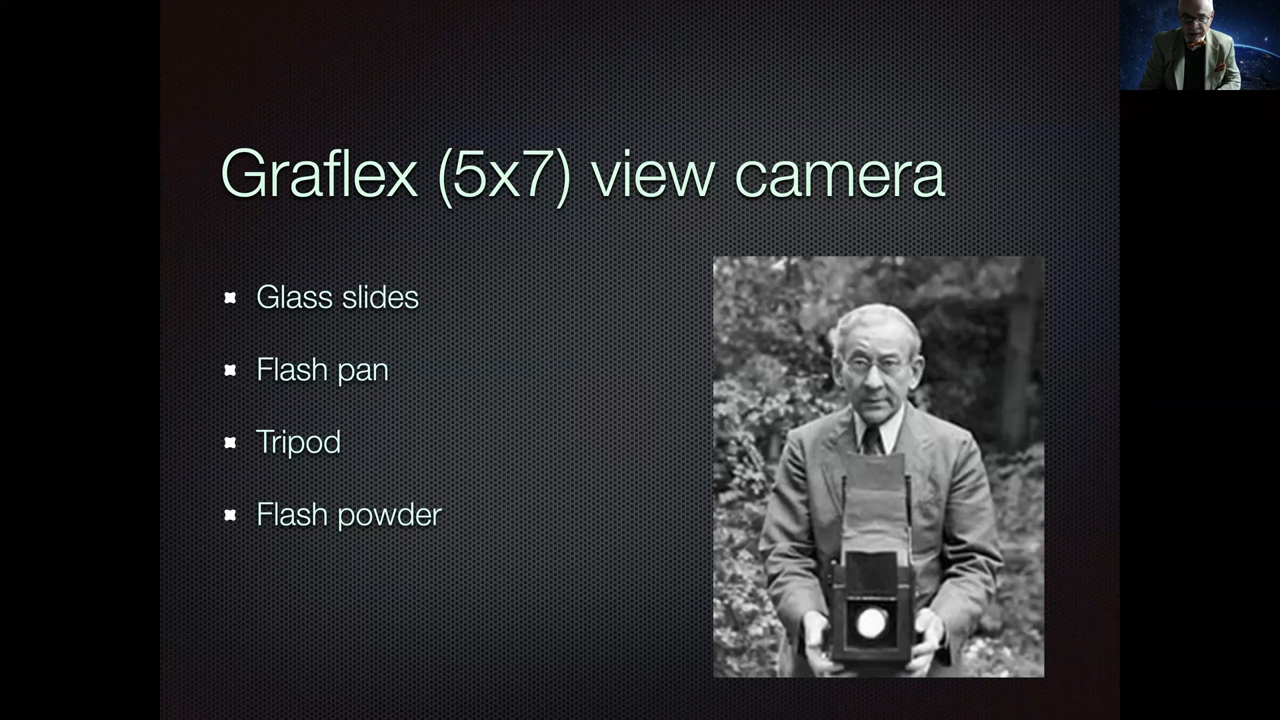 Graflex (5x7) view camera
Glass slides
Flash pan
Tripod
Flash powder